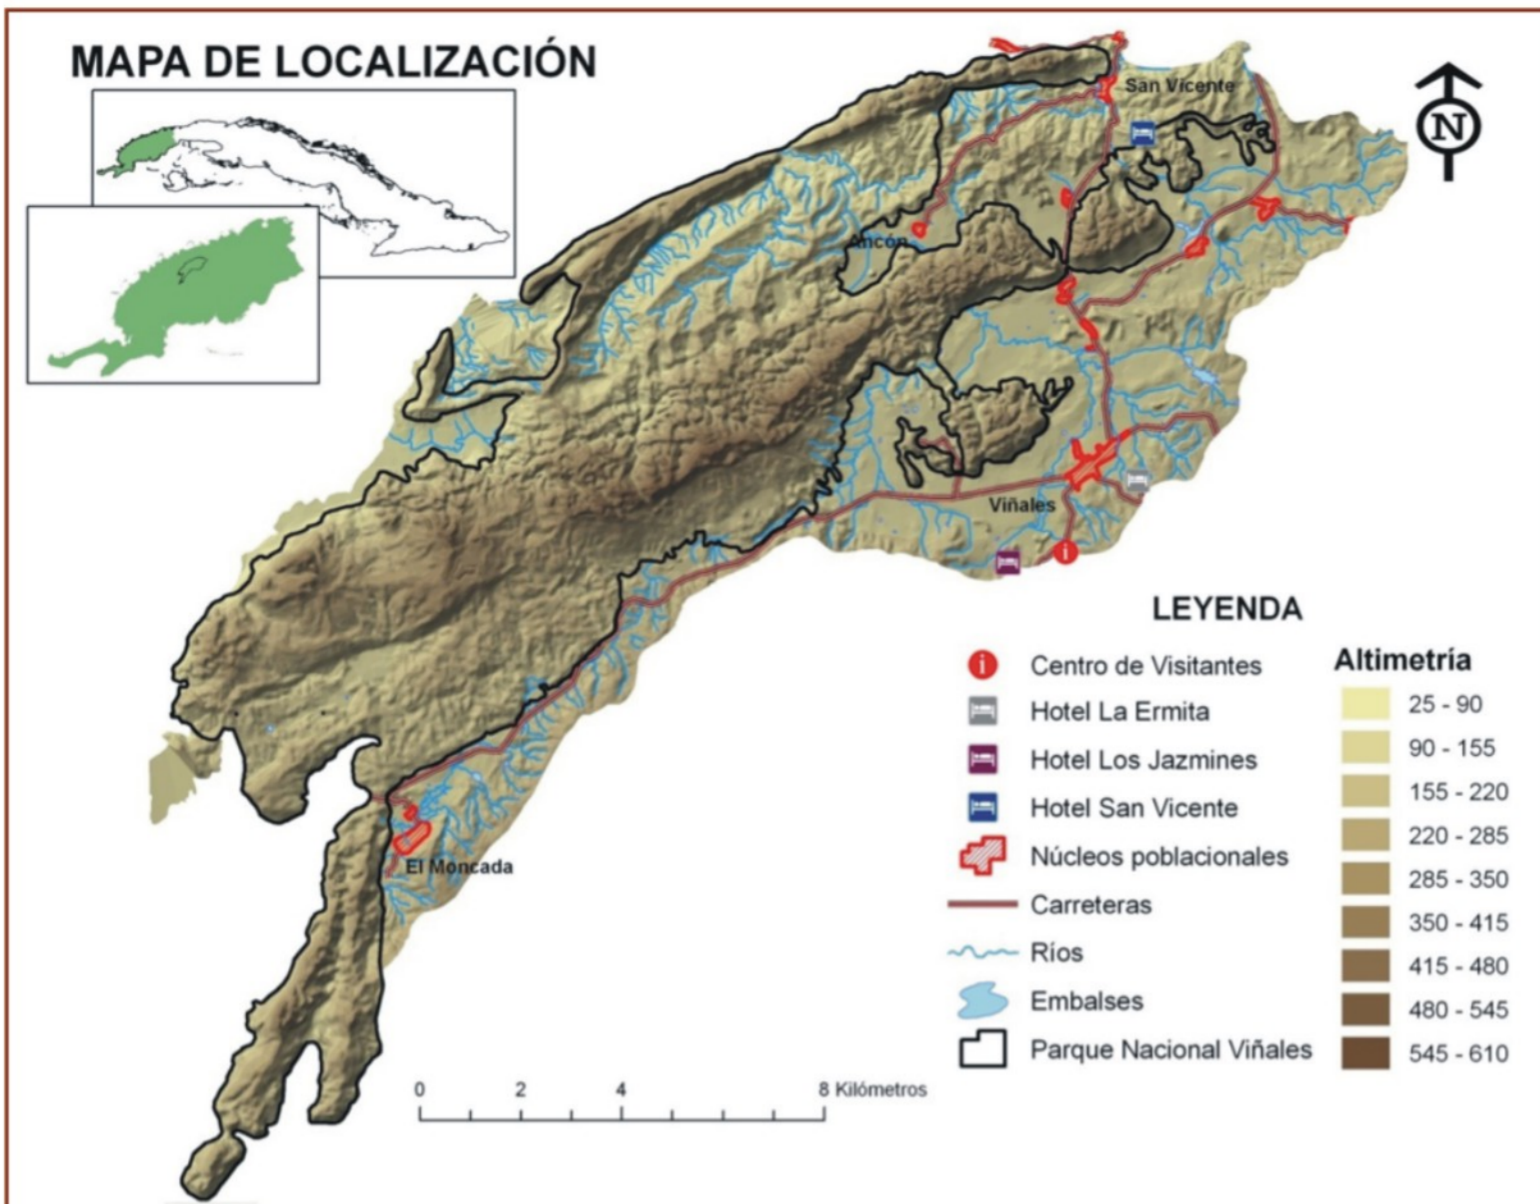 MAPA DE LOCALIZACIÓN
San Vicente
N
Ancón
Viñales
i
El Moncada
LEYENDA
i Centro de Visitantes
Hotel La Ermita
Hotel Los Jazmines
Hotel San Vicente
Núcleos poblacionales
Carreteras
Ríos
Embalses
Parque Nacional Viñales
Altimetría
25 - 90
90 - 155
155 - 220
220 - 285
285 - 350
350 - 415
415 - 480
480 - 545
545 - 610
0 2 4 8 Kilómetros